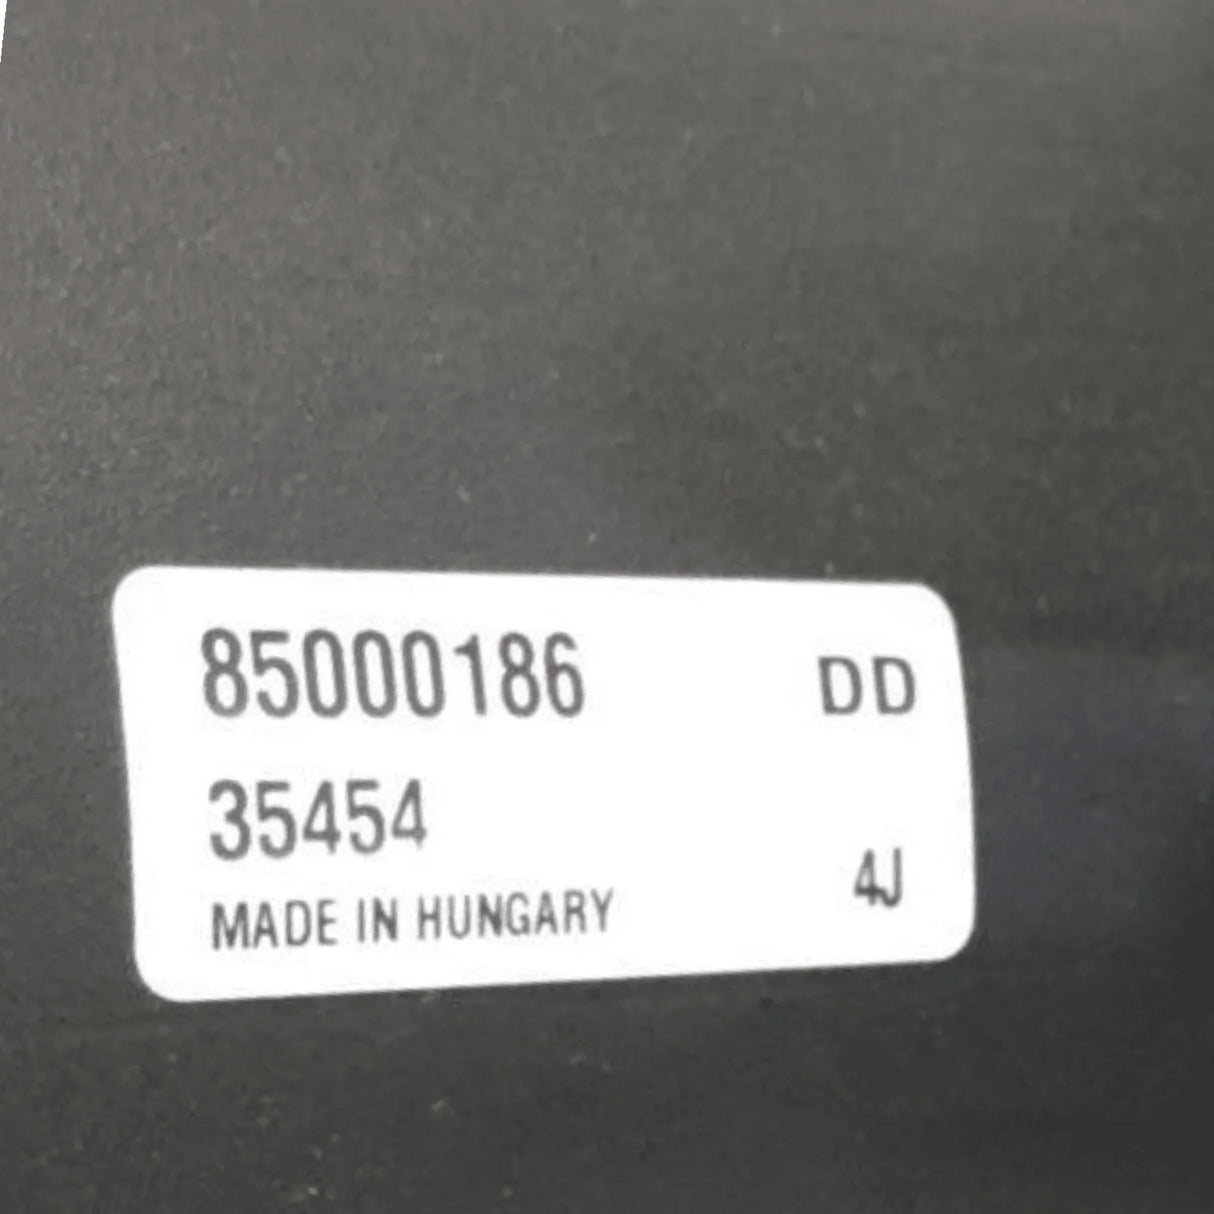 85000186 DD
35454
4J
MADE IN HUNGARY